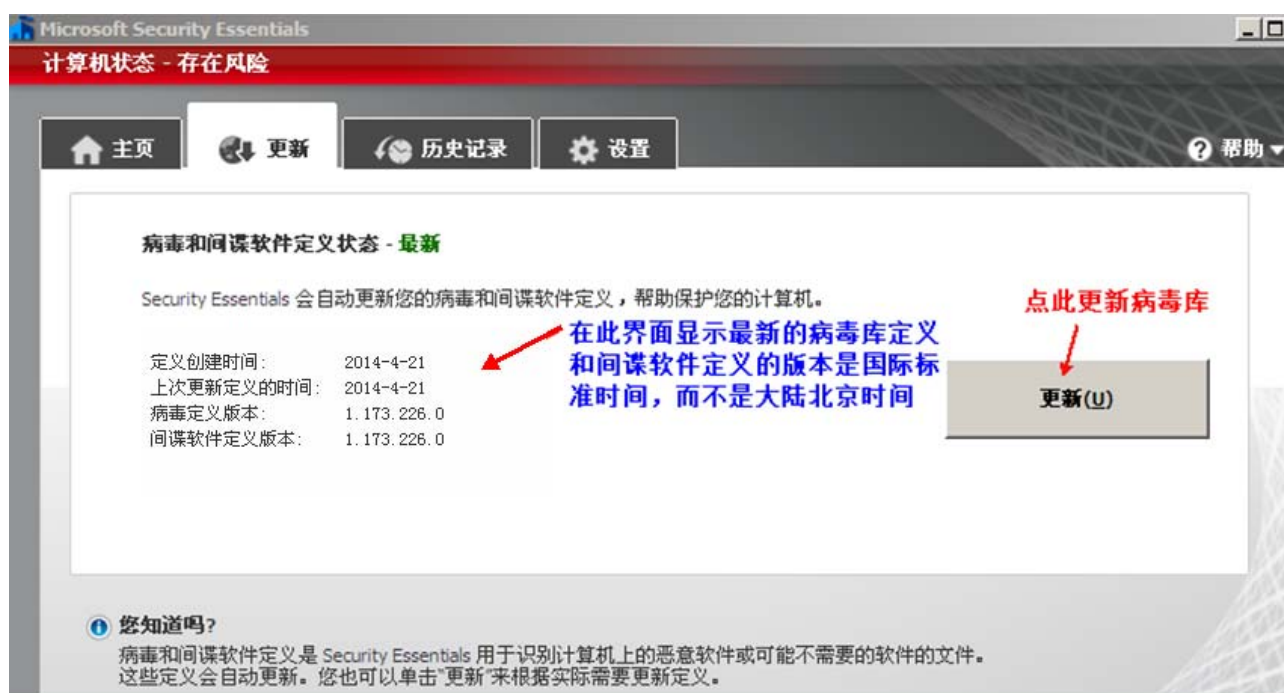 Microsoft Security Essentials
计算机状态 - 存在风险
主页
更新
历史记录
设置
帮助
病毒和间谍软件定义状态 - 最新
Security Essentials 会自动更新您的病毒和间谍软件定义，帮助保护您的计算机。
点此更新病毒库
在此界面显示最新的病毒库定义
和间谍软件定义的版本是国际标
准时间，而不是大陆北京时间
定义创建时间: 2014-4-21
上次更新定义的时间: 2014-4-21
病毒定义版本: 1.173.226.0
间谍软件定义版本: 1.173.226.0
更新(U)
您知道吗?
病毒和间谍软件定义是 Security Essentials 用于识别计算机上的恶意软件或可能不需要的软件的文件。
这些定义会自动更新。您也可以单击"更新"来根据实际需要更新定义。